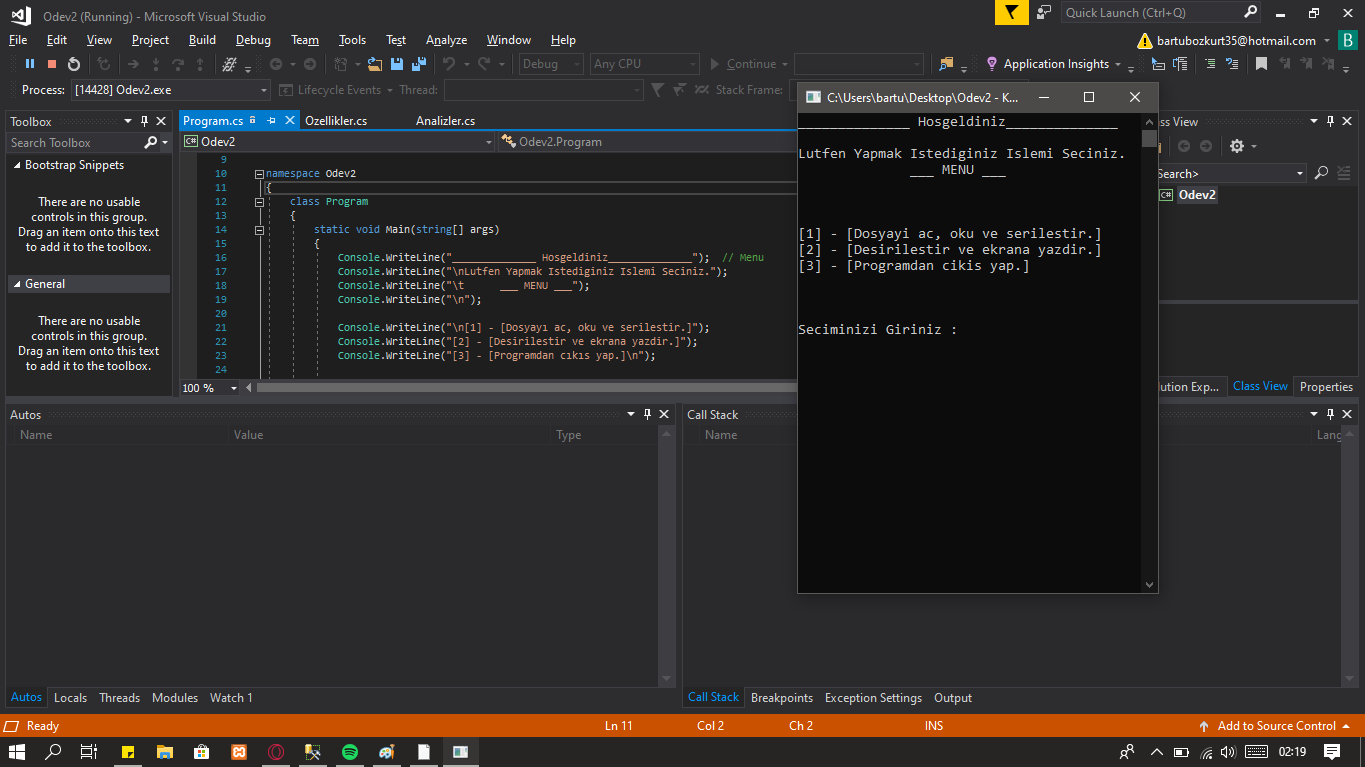 Odev2 (Running) - Microsoft Visual Studio
Quick Launch (Ctrl+Q)
File Edit View Project Build Debug Team Tools Test Analyze Window Help
bartubozkurt35@hotmail.com
B
Debug Any CPU Continue Application Insights
Process: [14428] Odev2.exe Lifecycle Events Thread: Stack Frame:
Toolbox
Search Toolbox
Bootstrap Snippets
There are no usable
controls in this group.
Drag an item onto this text
to add it to the toolbox.
General
There are no usable
controls in this group.
Drag an item onto this text
to add it to the toolbox.
Program.cs Ozellikler.cs Analizler.cs
C# Odev2 Odev2.Program
9
10 namespace Odev2
11 {
12 class Program
13 {
14 static void Main(string[] args)
15 {
16 Console.WriteLine("______________ Hosgeldiniz______________"); // Menu
17 Console.WriteLine("\nLutfen Yapmak Istediginiz Islemi Seciniz.");
18 Console.WriteLine("\t ___ MENU ___");
19 Console.WriteLine("\n");
20
21 Console.WriteLine("\n[1] - [Dosyayı ac, oku ve serilestir.]");
22 Console.WriteLine("[2] - [Desirilestir ve ekrana yazdir.]");
23 Console.WriteLine("[3] - [Programdan cıkıs yap.]\n");
24
100 %
C:\Users\bartu\Desktop\Odev2 - K...
______________ Hosgeldiniz______________
Lutfen Yapmak Istediginiz Islemi Seciniz.
___ MENU ___
[1] - [Dosyayi ac, oku ve serilestir.]
[2] - [Desirilestir ve ekrana yazdir.]
[3] - [Programdan cikis yap.]
Seciminizi Giriniz :
ss View
Search>
C# Odev2
lution Exp... Class View Properties
Autos
Name Value Type
Call Stack
Name Lang
Autos Locals Threads Modules Watch 1
Call Stack Breakpoints Exception Settings Output
Ready Ln 11 Col 2 Ch 2 INS Add to Source Control
02:19